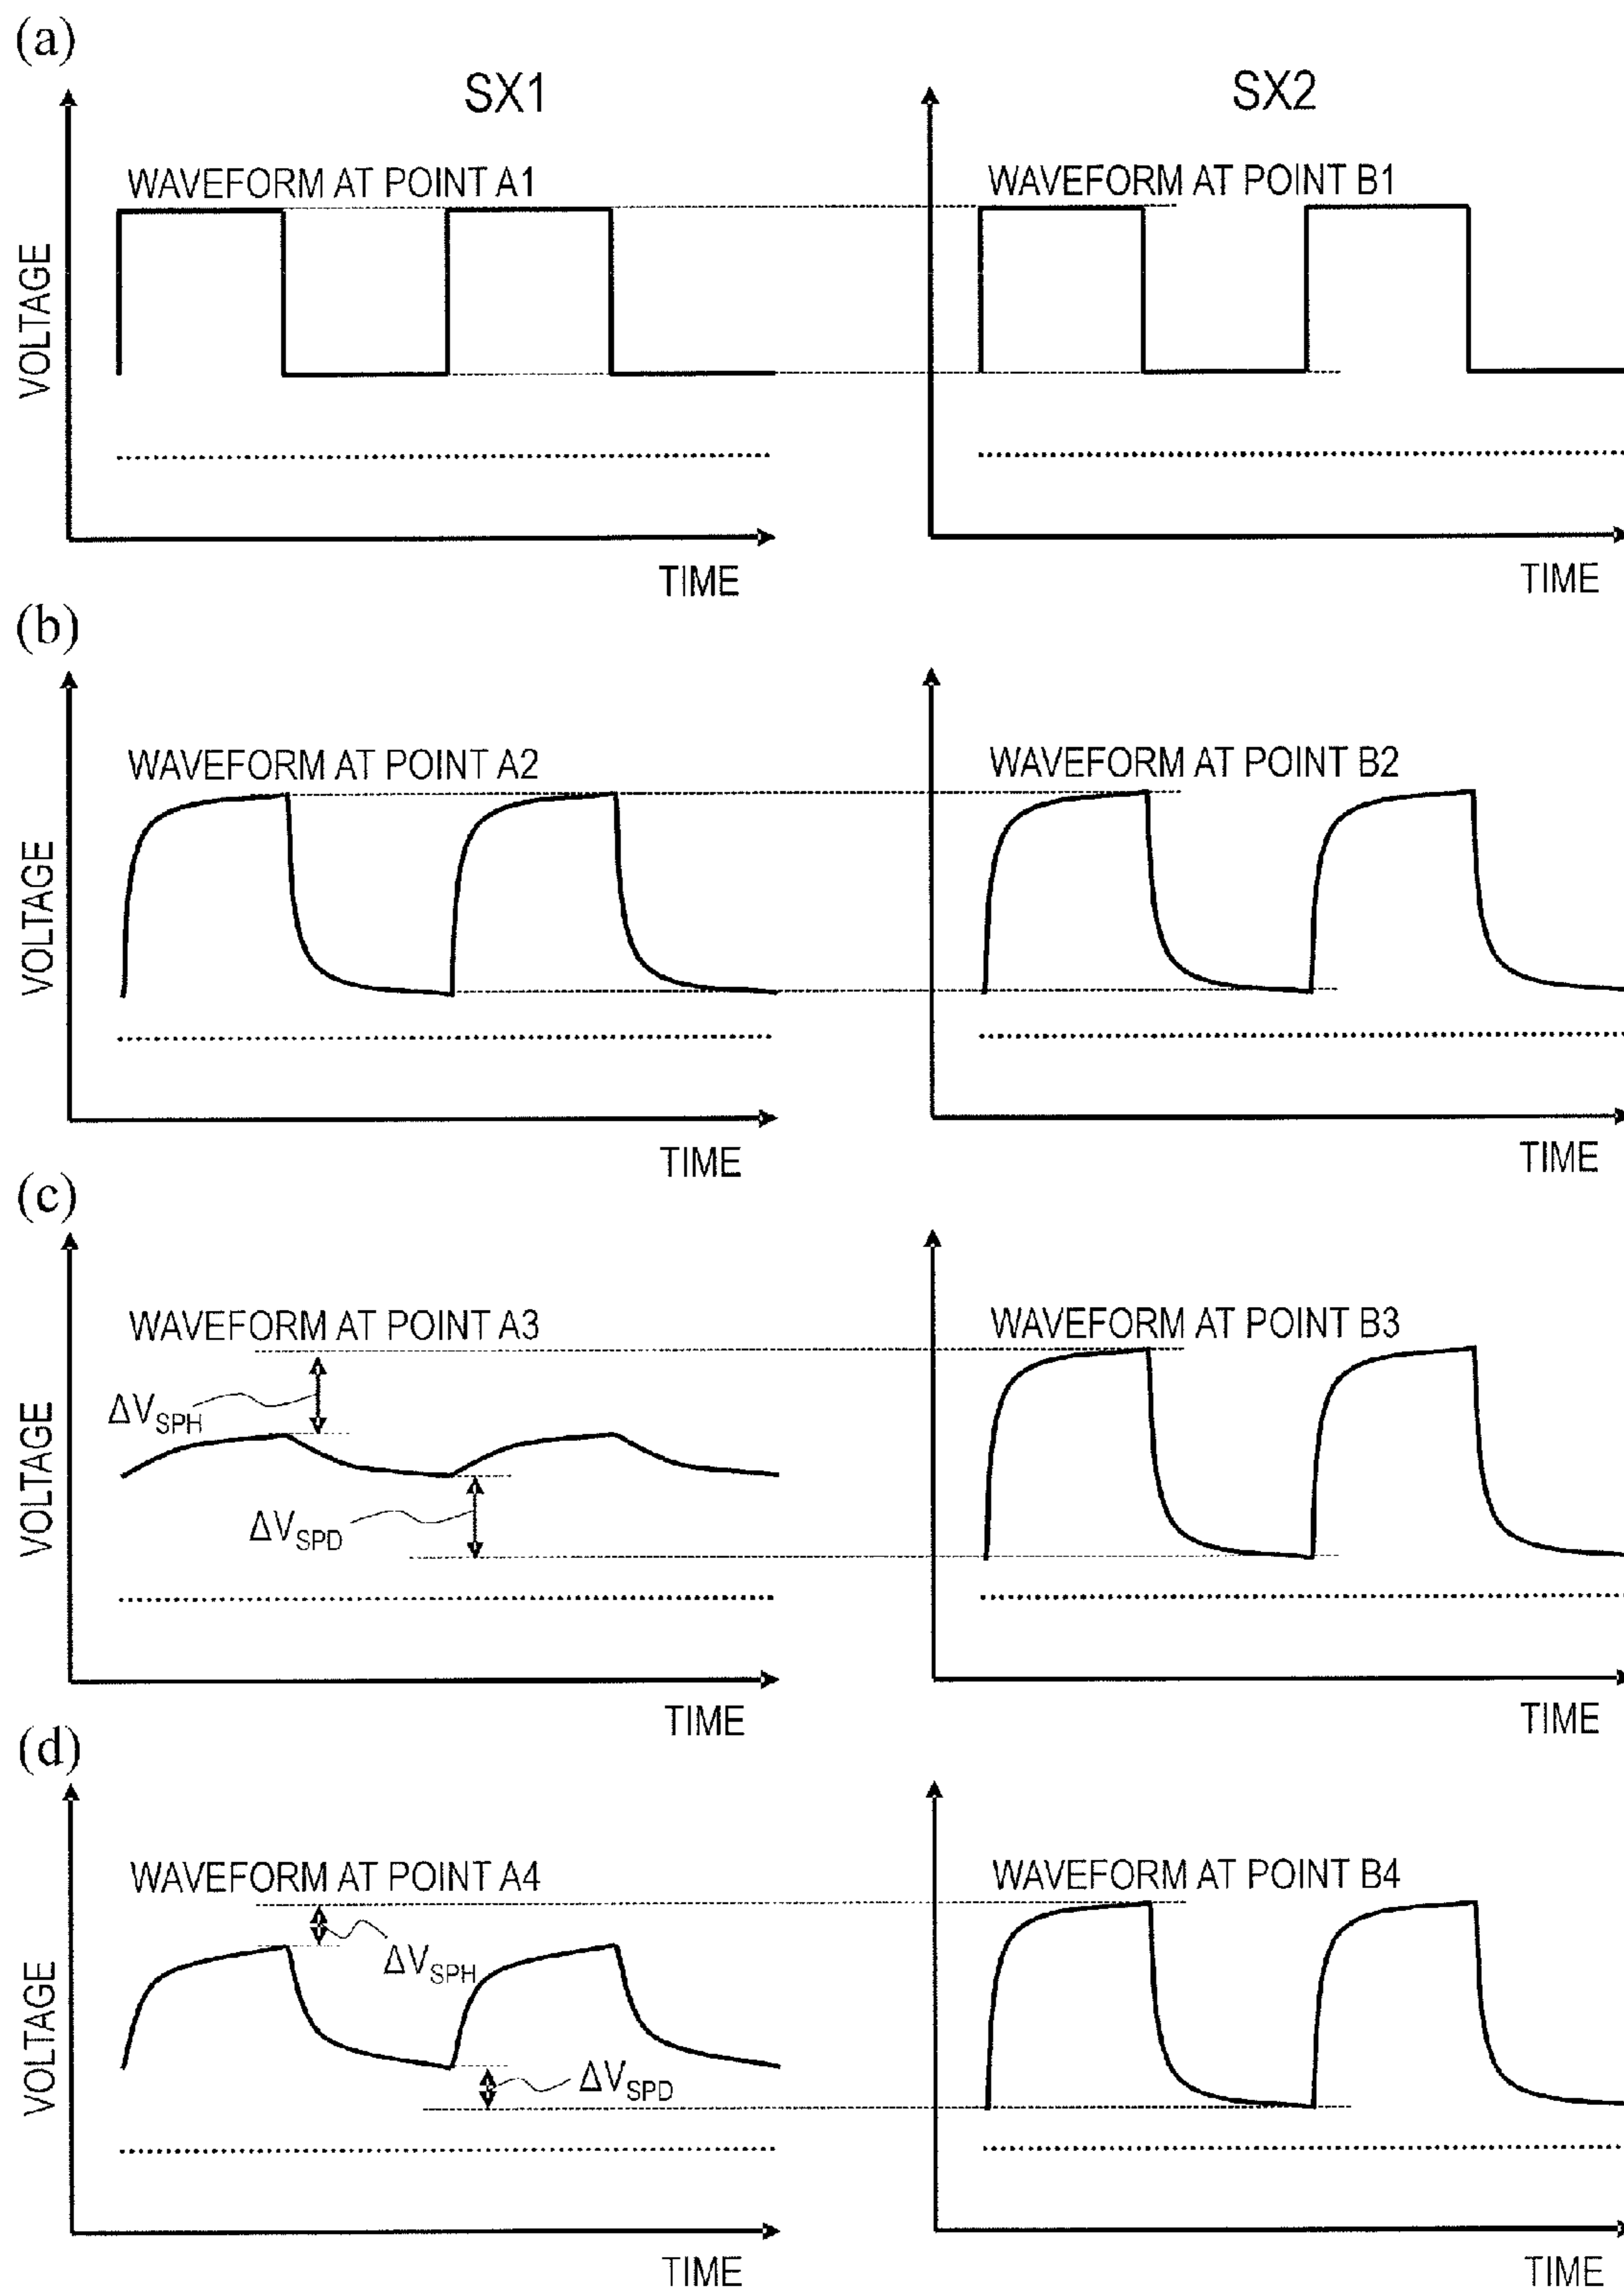 (a)
SX1
SX2
WAVEFORM AT POINT A1
WAVEFORM AT POINT B1
VOLTAGE
TIME
TIME
(b)
WAVEFORM AT POINT A2
WAVEFORM AT POINT B2
VOLTAGE
TIME
TIME
(c)
WAVEFORM AT POINT A3
WAVEFORM AT POINT B3
ΔVSPH
VOLTAGE
ΔVSPD
TIME
TIME
(d)
WAVEFORM AT POINT A4
WAVEFORM AT POINT B4
ΔVSPH
VOLTAGE
ΔVSPD
TIME
TIME